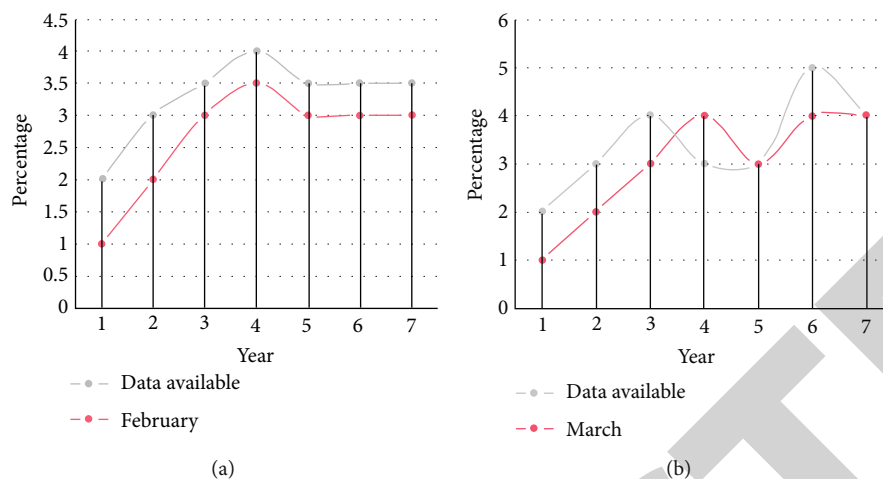 4.5
4
3.5
3
2.5
2
1.5
1
0.5
0
Percentage
1 2 3 4 5 6 7
Year
Data available
February
(a)
6
5
4
3
2
1
0
Percentage
1 2 3 4 5 6 7
Year
Data available
March
(b)